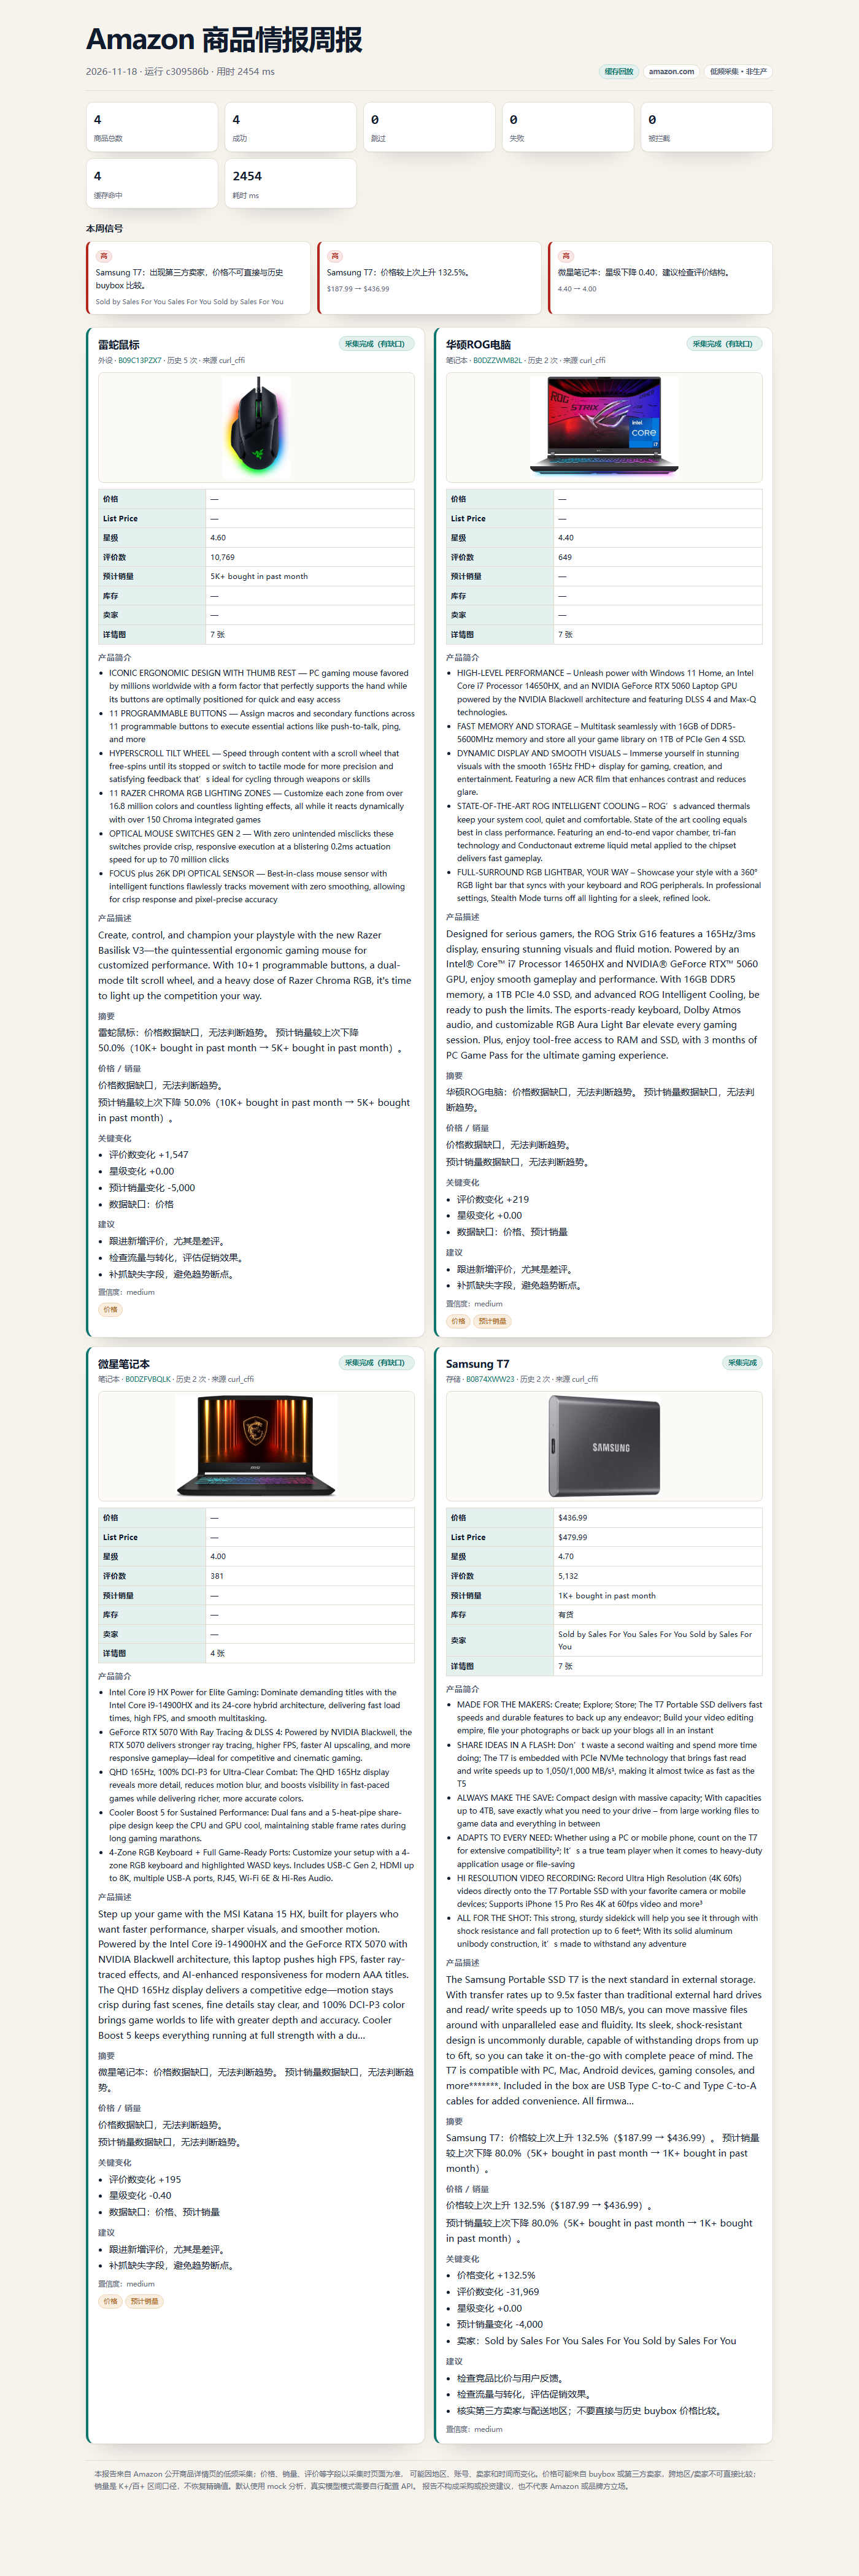 Amazon 商品情报周报
2026-11-18 · 运行 c309586b · 用时 2454 ms
缓存回放
amazon.com
低频采集 • 非生产
4
商品总数
4
成功
0
跳过
0
失败
0
被拦截
4
缓存命中
2454
耗时 ms
本周信号
高
Samsung T7：出现第三方卖家，价格不可直接与历史
buybox 比较。
Sold by Sales For You Sales For You Sold by Sales For You
高
Samsung T7：价格较上次上升 132.5%。
$187.99 → $436.99
高
微星笔记本：星级下降 0.40，建议检查评价结构。
4.40 → 4.00
雷蛇鼠标
采集完成（有缺口）
外设 · B09C13PZX7 · 历史 5 次 · 来源 curl_cffi
价格 —
List Price —
星级 4.60
评价数 10,769
预计销量 5K+ bought in past month
库存 —
卖家 —
详情图 7 张
产品简介
• ICONIC ERGONOMIC DESIGN WITH THUMB REST — PC gaming mouse favored
by millions worldwide with a form factor that perfectly supports the hand while
its buttons are optimally positioned for quick and easy access
• 11 PROGRAMMABLE BUTTONS — Assign macros and secondary functions across
11 programmable buttons to execute essential actions like push-to-talk, ping,
and more
• HYPERSCROLL TILT WHEEL — Speed through content with a scroll wheel that
free-spins until its stopped or switch to tactile mode for more precision and
satisfying feedback that’s ideal for cycling through weapons or skills
• 11 RAZER CHROMA RGB LIGHTING ZONES — Customize each zone from over
16.8 million colors and countless lighting effects, all while it reacts dynamically
with over 150 Chroma integrated games
• OPTICAL MOUSE SWITCHES GEN 2 — With zero unintended misclicks these
switches provide crisp, responsive execution at a blistering 0.2ms actuation
speed for up to 70 million clicks
• FOCUS plus 26K DPI OPTICAL SENSOR — Best-in-class mouse sensor with
intelligent functions flawlessly tracks movement with zero smoothing, allowing
for crisp response and pixel-precise accuracy
产品描述
Create, control, and champion your playstyle with the new Razer
Basilisk V3—the quintessential ergonomic gaming mouse for
customized performance. With 10+1 programmable buttons, a dual-
mode tilt scroll wheel, and a heavy dose of Razer Chroma RGB, it's time
to light up the competition your way.
摘要
雷蛇鼠标：价格数据缺口，无法判断趋势。 预计销量较上次下降
50.0%（10K+ bought in past month → 5K+ bought in past month）。
价格 / 销量
价格数据缺口，无法判断趋势。
预计销量较上次下降 50.0%（10K+ bought in past month → 5K+ bought
in past month）。
关键变化
• 评价数变化 +1,547
• 星级变化 +0.00
• 预计销量变化 -5,000
• 数据缺口：价格
建议
• 跟进新增评价，尤其是差评。
• 检查流量与转化，评估促销效果。
• 补抓缺失字段，避免趋势断点。
置信度：medium
价格
华硕ROG电脑
采集完成（有缺口）
笔记本 · B0DZZWMB2L · 历史 2 次 · 来源 curl_cffi
STRIX
intel
CORE
i7
价格 —
List Price —
星级 4.40
评价数 649
预计销量 —
库存 —
卖家 —
详情图 7 张
产品简介
• HIGH-LEVEL PERFORMANCE – Unleash power with Windows 11 Home, an Intel
Core i7 Processor 14650HX, and an NVIDIA GeForce RTX 5060 Laptop GPU
powered by the NVIDIA Blackwell architecture and featuring DLSS 4 and Max-Q
technologies.
• FAST MEMORY AND STORAGE – Multitask seamlessly with 16GB of DDR5-
5600MHz memory and store all your game library on 1TB of PCIe Gen 4 SSD.
• DYNAMIC DISPLAY AND SMOOTH VISUALS – Immerse yourself in stunning
visuals with the smooth 165Hz FHD+ display for gaming, creation, and
entertainment. Featuring a new ACR film that enhances contrast and reduces
glare.
• STATE-OF-THE-ART ROG INTELLIGENT COOLING – ROG’s advanced thermals
keep your system cool, quiet and comfortable. State of the art cooling equals
best in class performance. Featuring an end-to-end vapor chamber, tri-fan
technology and Conductonaut extreme liquid metal applied to the chipset
delivers fast gameplay.
• FULL-SURROUND RGB LIGHTBAR, YOUR WAY – Showcase your style with a 360°
RGB light bar that syncs with your keyboard and ROG peripherals. In professional
settings, Stealth Mode turns off all lighting for a sleek, refined look.
产品描述
Designed for serious gamers, the ROG Strix G16 features a 165Hz/3ms
display, ensuring stunning visuals and fluid motion. Powered by an
Intel® Core™ i7 Processor 14650HX and NVIDIA® GeForce RTX™ 5060
GPU, enjoy smooth gameplay and performance. With 16GB DDR5
memory, a 1TB PCIe 4.0 SSD, and advanced ROG Intelligent Cooling, be
ready to push the limits. The esports-ready keyboard, Dolby Atmos
audio, and customizable RGB Aura Light Bar elevate every gaming
session. Plus, enjoy tool-free access to RAM and SSD, with 3 months of
PC Game Pass for the ultimate gaming experience.
摘要
华硕ROG电脑：价格数据缺口，无法判断趋势。 预计销量数据缺口，无法判
断趋势。
价格 / 销量
价格数据缺口，无法判断趋势。
预计销量数据缺口，无法判断趋势。
关键变化
• 评价数变化 +219
• 星级变化 +0.00
• 数据缺口：价格、预计销量
建议
• 跟进新增评价，尤其是差评。
• 补抓缺失字段，避免趋势断点。
置信度：medium
价格
预计销量
微星笔记本
采集完成（有缺口）
笔记本 · B0DZFVBQLK · 历史 2 次 · 来源 curl_cffi
价格 —
List Price —
星级 4.00
评价数 381
预计销量 —
库存 —
卖家 —
详情图 4 张
产品简介
• Intel Core i9 HX Power for Elite Gaming: Dominate demanding titles with the
Intel Core i9-14900HX and its 24-core hybrid architecture, delivering fast load
times, high FPS, and smooth multitasking.
• GeForce RTX 5070 With Ray Tracing & DLSS 4: Powered by NVIDIA Blackwell, the
RTX 5070 delivers stronger ray tracing, higher FPS, faster AI upscaling, and more
responsive gameplay—ideal for competitive and cinematic gaming.
• QHD 165Hz, 100% DCI-P3 for Ultra-Clear Combat: The QHD 165Hz display
reveals more detail, reduces motion blur, and boosts visibility in fast-paced
games while delivering richer, more accurate colors.
• Cooler Boost 5 for Sustained Performance: Dual fans and a 5-heat-pipe share-
pipe design keep the CPU and GPU cool, maintaining stable frame rates during
long gaming marathons.
• 4-Zone RGB Keyboard + Full Game-Ready Ports: Customize your setup with a 4-
zone RGB keyboard and highlighted WASD keys. Includes USB-C Gen 2, HDMI up
to 8K, multiple USB-A ports, RJ45, Wi-Fi 6E & Hi-Res Audio.
产品描述
Step up your game with the MSI Katana 15 HX, built for players who
want faster performance, sharper visuals, and smoother motion.
Powered by the Intel Core i9-14900HX and the GeForce RTX 5070 with
NVIDIA Blackwell architecture, this laptop pushes high FPS, faster ray-
traced effects, and AI-enhanced responsiveness for modern AAA titles.
The QHD 165Hz display delivers a competitive edge—motion stays
crisp during fast scenes, fine details stay clear, and 100% DCI-P3 color
brings game worlds to life with greater depth and accuracy. Cooler
Boost 5 keeps everything running at full strength with a du...
摘要
微星笔记本：价格数据缺口，无法判断趋势。 预计销量数据缺口，无法判断趋
势。
价格 / 销量
价格数据缺口，无法判断趋势。
预计销量数据缺口，无法判断趋势。
关键变化
• 评价数变化 +195
• 星级变化 -0.40
• 数据缺口：价格、预计销量
建议
• 跟进新增评价，尤其是差评。
• 补抓缺失字段，避免趋势断点。
置信度：medium
价格
预计销量
Samsung T7
采集完成
存储 · B0874XWW23 · 历史 2 次 · 来源 curl_cffi
SAMSUNG
价格 $436.99
List Price $479.99
星级 4.70
评价数 5,132
预计销量 1K+ bought in past month
库存 有货
卖家 Sold by Sales For You Sales For You Sold by Sales For
You
详情图 7 张
产品简介
• MADE FOR THE MAKERS: Create; Explore; Store; The T7 Portable SSD delivers fast
speeds and durable features to back up any endeavor; Build your video editing
empire, file your photographs or back up your blogs all in an instant
• SHARE IDEAS IN A FLASH: Don’t waste a second waiting and spend more time
doing; The T7 is embedded with PCIe NVMe technology that brings fast read
and write speeds up to 1,050/1,000 MB/s¹, making it almost twice as fast as the
T5
• ALWAYS MAKE THE SAVE: Compact design with massive capacity; With capacities
up to 4TB, save exactly what you need to your drive – from large working files to
game data and everything in between
• ADAPTS TO EVERY NEED: Whether using a PC or mobile phone, count on the T7
for extensive compatibility²; It’s a true team player when it comes to heavy-duty
application usage or file-saving
• HI RESOLUTION VIDEO RECORDING: Record Ultra High Resolution (4K 60fs)
videos directly onto the T7 Portable SSD with your favorite camera or mobile
devices; Supports iPhone 15 Pro Res 4K at 60fps video and more³
• ALL FOR THE SHOT: This strong, sturdy sidekick will help you see it through with
shock resistance and fall protection up to 6 feet⁴; With its solid aluminum
unibody construction, it’s made to withstand any adventure
产品描述
The Samsung Portable SSD T7 is the next standard in external storage.
With transfer rates up to 9.5x faster than traditional external hard drives
and read/ write speeds up to 1050 MB/s, you can move massive files
around with unparalleled ease and fluidity. Its sleek, shock-resistant
design is uncommonly durable, capable of withstanding drops from up
to 6ft, so you can take it on-the-go with complete peace of mind. The
T7 is compatible with PC, Mac, Android devices, gaming consoles, and
more*******. Included in the box are USB Type C-to-C and Type C-to-A
cables for added convenience. All firmwa...
摘要
Samsung T7：价格较上次上升 132.5%（$187.99 → $436.99）。 预计销量
较上次下降 80.0%（5K+ bought in past month → 1K+ bought in past
month）。
价格 / 销量
价格较上次上升 132.5%（$187.99 → $436.99）。
预计销量较上次下降 80.0%（5K+ bought in past month → 1K+ bought
in past month）。
关键变化
• 价格变化 +132.5%
• 评价数变化 -31,969
• 星级变化 +0.00
• 预计销量变化 -4,000
• 卖家：Sold by Sales For You Sales For You Sold by Sales For You
建议
• 检查竞品比价与用户反馈。
• 检查流量与转化，评估促销效果。
• 核实第三方卖家与配送地区；不要直接与历史 buybox 价格比较。
置信度：medium
本报告来自 Amazon 公开商品详情页的低频采集；价格、销量、评价等字段以采集时页面为准， 可能因地区、账号、卖家和时间而变化。价格可能来自 buybox 或第三方卖家，跨地区/卖家不可直接比较；
销量是 K+/百+ 区间口径，不恢复精确值。默认使用 mock 分析，真实模型模式需要自行配置 API。 报告不构成采购或投资建议，也不代表 Amazon 或品牌方立场。